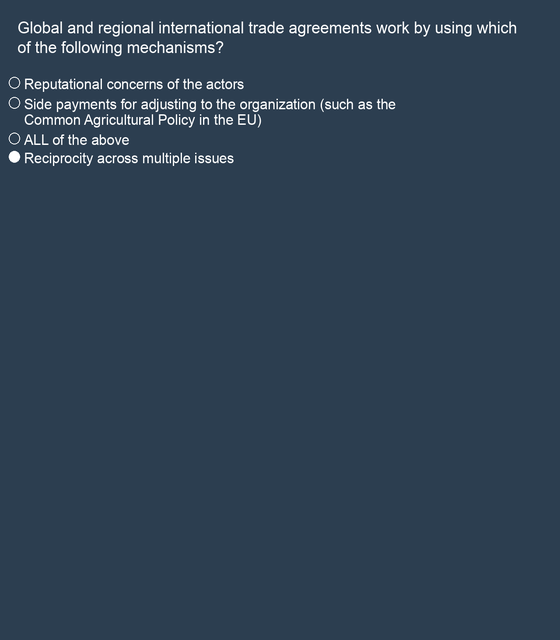 Global and regional international trade agreements work by using which
of the following mechanisms?
Reputational concerns of the actors
Side payments for adjusting to the organization (such as the
Common Agricultural Policy in the EU)
ALL of the above
Reciprocity across multiple issues